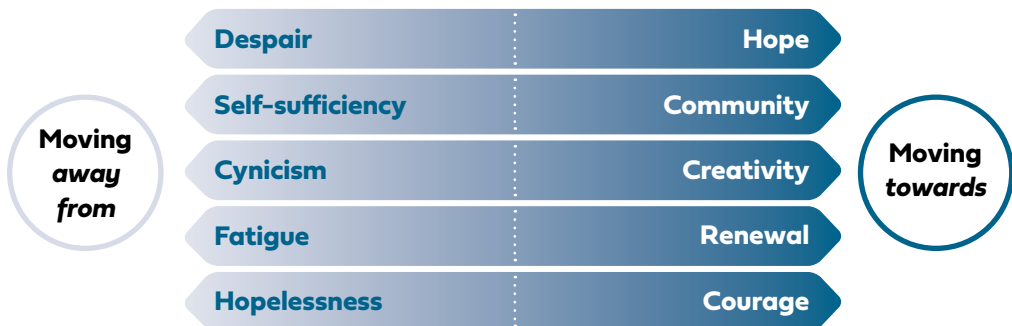 Moving
away
from
Despair Hope
Self-sufficiency Community
Cynicism Creativity
Fatigue Renewal
Hopelessness Courage
Moving
towards